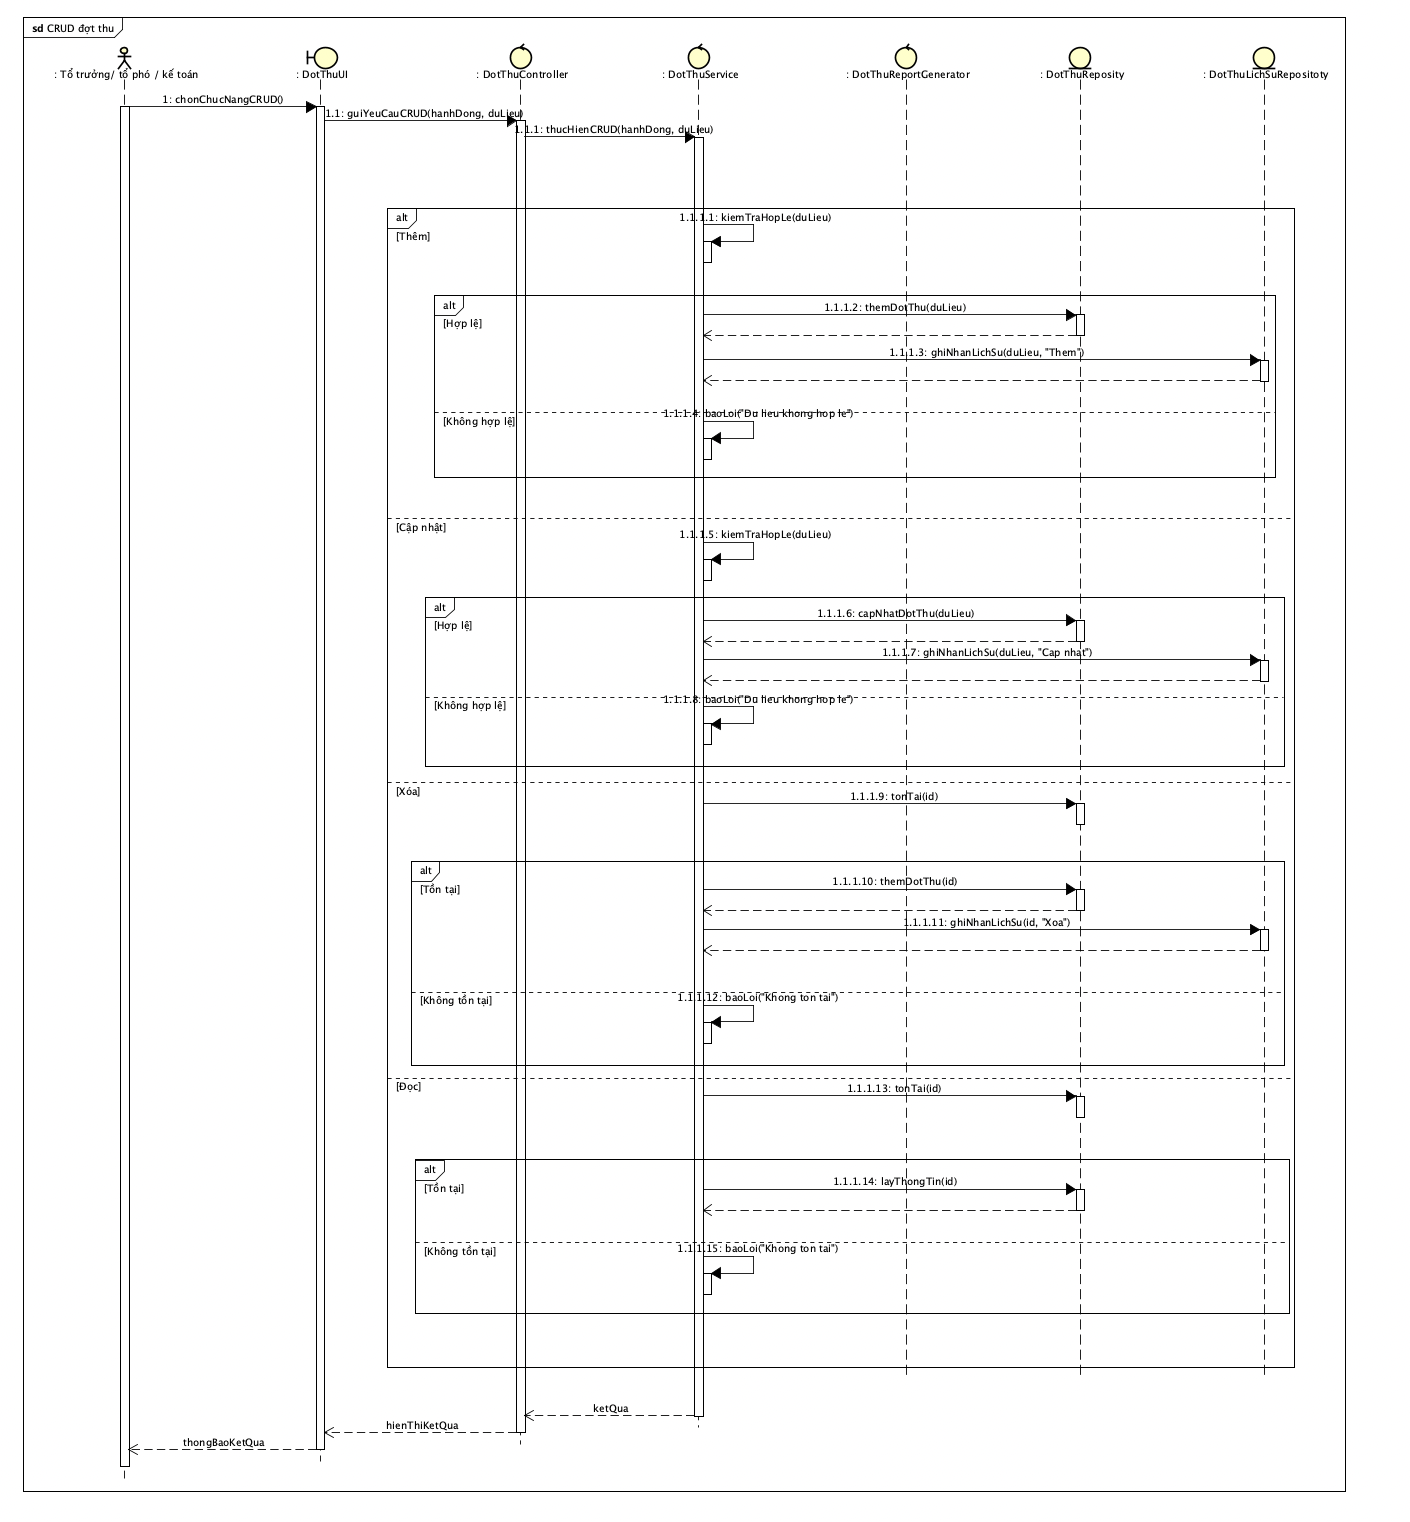 sd CRUD đợt thu
: Tổ trưởng/ tổ phó / kế toán
: DotThuUI
: DotThuController
: DotThuService
: DotThuReportGenerator
: DotThuReposity
: DotThuLichSuRepositoty
1: chonChucNangCRUD()
1.1: guiYeuCauCRUD(hanhDong, duLieu)
1.1.1: thucHienCRUD(hanhDong, duLieu)
alt
1.1.1.1: kiemTraHopLe(duLieu)
[Thêm]
alt
1.1.1.2: themDotThu(duLieu)
[Hợp lệ]
1.1.1.3: ghiNhanLichSu(duLieu, "Them")
1.1.1.4: baoLoi("Du lieu khong hop le")
[Không hợp lệ]
[Cập nhật]
1.1.1.5: kiemTraHopLe(duLieu)
alt
1.1.1.6: capNhatDotThu(duLieu)
[Hợp lệ]
1.1.1.7: ghiNhanLichSu(duLieu, "Cap nhat")
1.1.1.8: baoLoi("Du lieu khong hop le")
[Không hợp lệ]
[Xóa]
1.1.1.9: tonTai(id)
alt
1.1.1.10: themDotThu(id)
[Tồn tại]
1.1.1.11: ghiNhanLichSu(id, "Xoa")
1.1.1.12: baoLoi("Khong ton tai")
[Không tồn tại]
[Đọc]
1.1.1.13: tonTai(id)
alt
1.1.1.14: layThongTin(id)
[Tồn tại]
1.1.1.15: baoLoi("Khong ton tai")
[Không tồn tại]
ketQua
hienThiKetQua
thongBaoKetQua